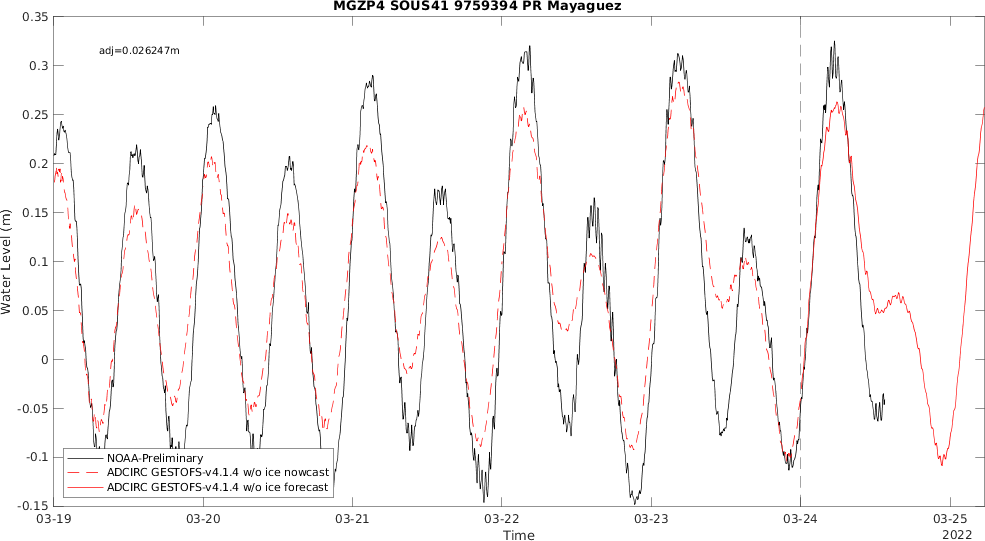 MGZP4 SOUS41 9759394 PR Mayaguez
adj=0.026247m
0.35
0.3
0.25
0.2
0.15
0.1
0.05
0
-0.05
-0.1
-0.15
Water Level (m)
NOAA-Preliminary
ADCIRC GESTOFS-v4.1.4 w/o ice nowcast
ADCIRC GESTOFS-v4.1.4 w/o ice forecast
03-19 03-20 03-21 03-22 03-23 03-24 03-25
Time
2022